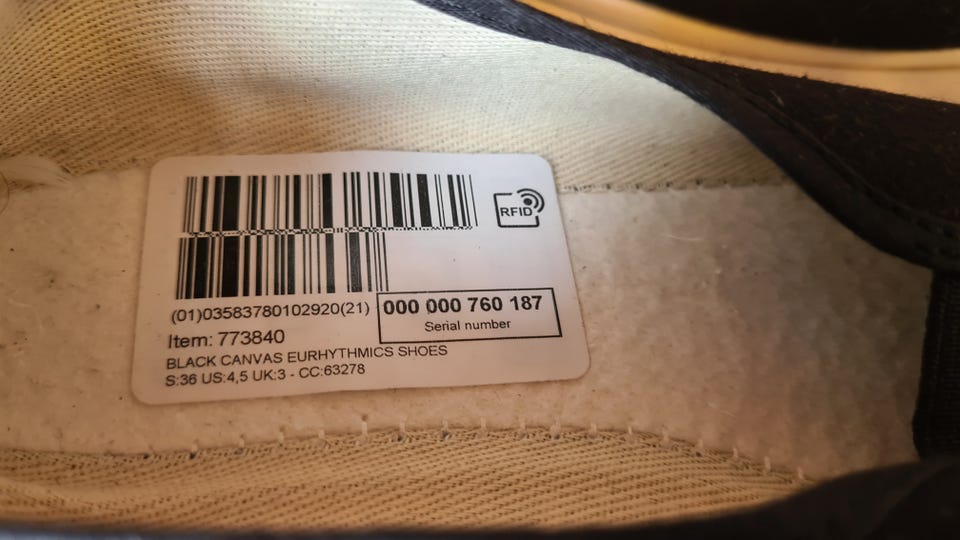 RFID
(01)03583780102920(21) 000 000 760 187
Serial number
Item: 773840
BLACK CANVAS EURHYTHMICS SHOES
S:36 US:4,5 UK:3 - CC:63278